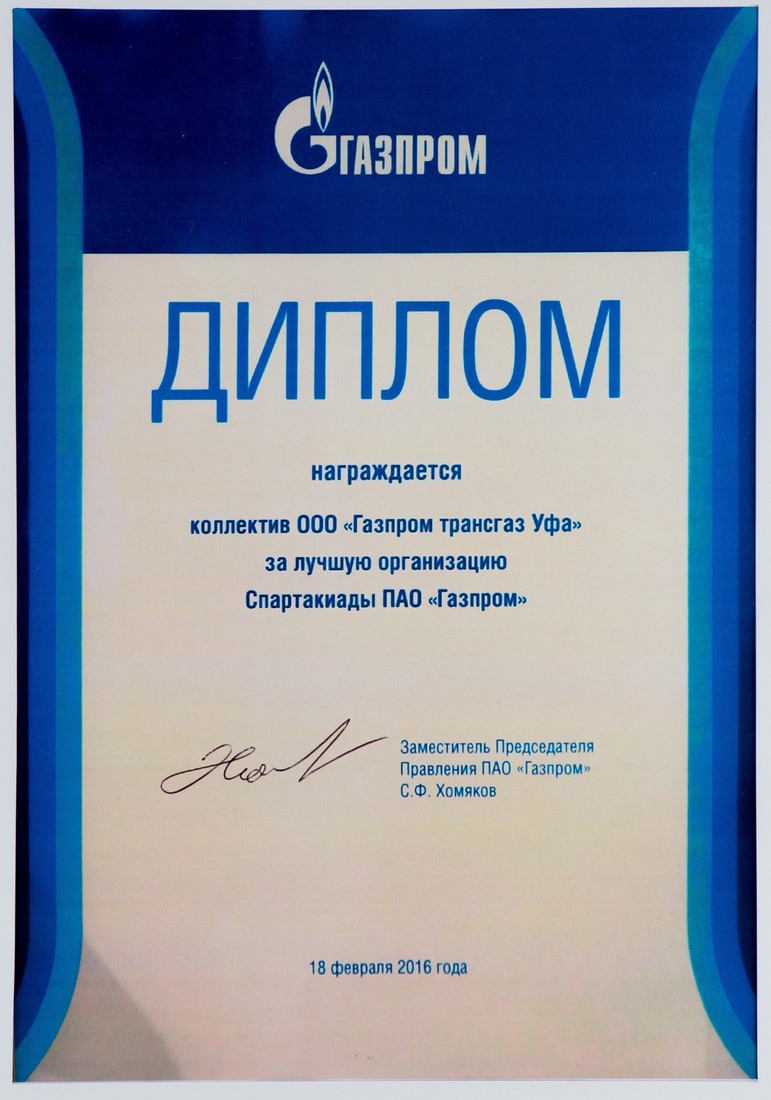 ГАЗПРОМ
ДИПЛОМ
награждается
коллектив ООО «Газпром трансгаз Уфа»
за лучшую организацию
Спартакиады ПАО «Газпром»
Заместитель Председателя
Правления ПАО «Газпром»
С.Ф. Хомяков
18 февраля 2016 года